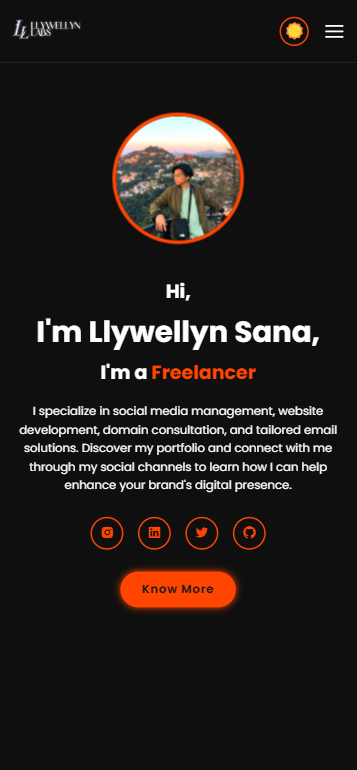 LLYWELLYN
LABS
Hi,
I'm Llywellyn Sana,
I'm a Freelancer
I specialize in social media management, website
development, domain consultation, and tailored email
solutions. Discover my portfolio and connect with me
through my social channels to learn how I can help
enhance your brand's digital presence.
Know More